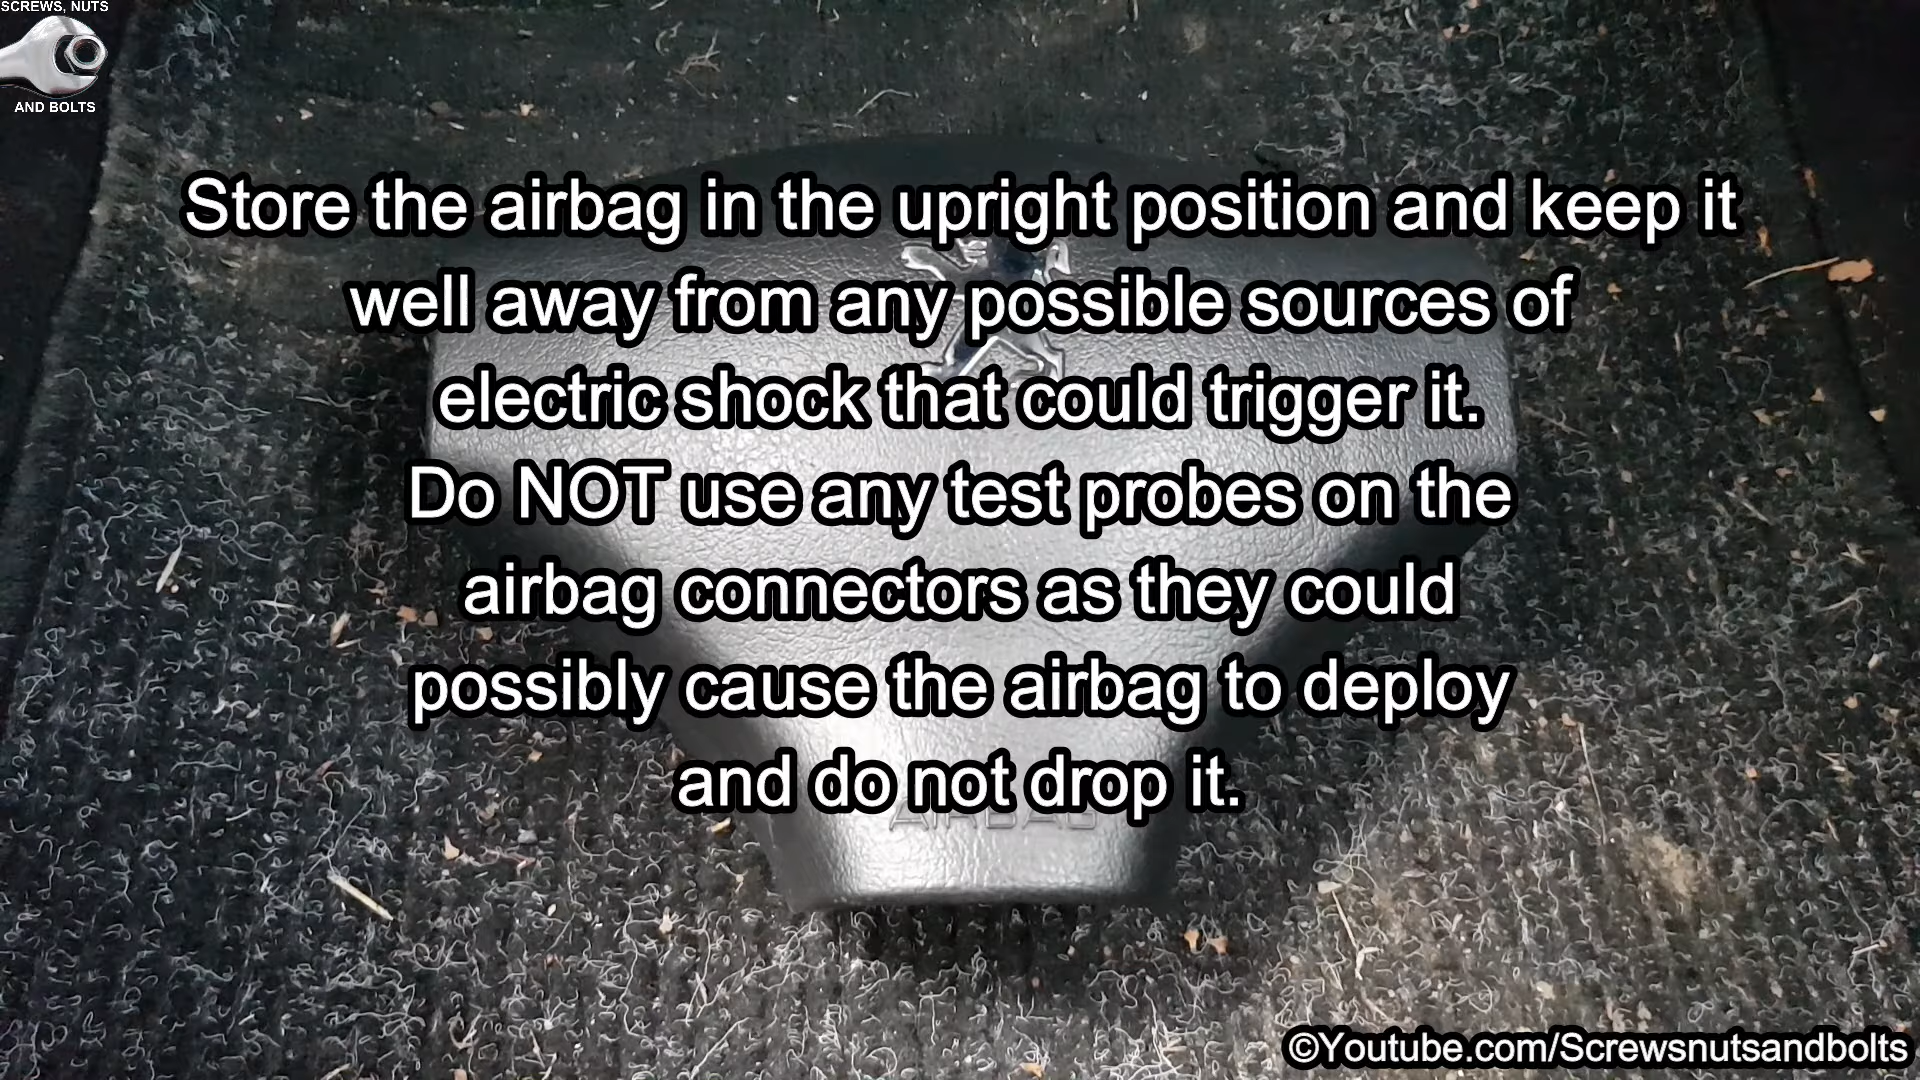 SCREWS, NUTS
AND BOLTS
Store the airbag in the upright position and keep it
well away from any possible sources of
electric shock that could trigger it.
Do NOT use any test probes on the
airbag connectors as they could
possibly cause the airbag to deploy
and do not drop it.
AIRBAG
©Youtube.com/Screwsnutsandbolts